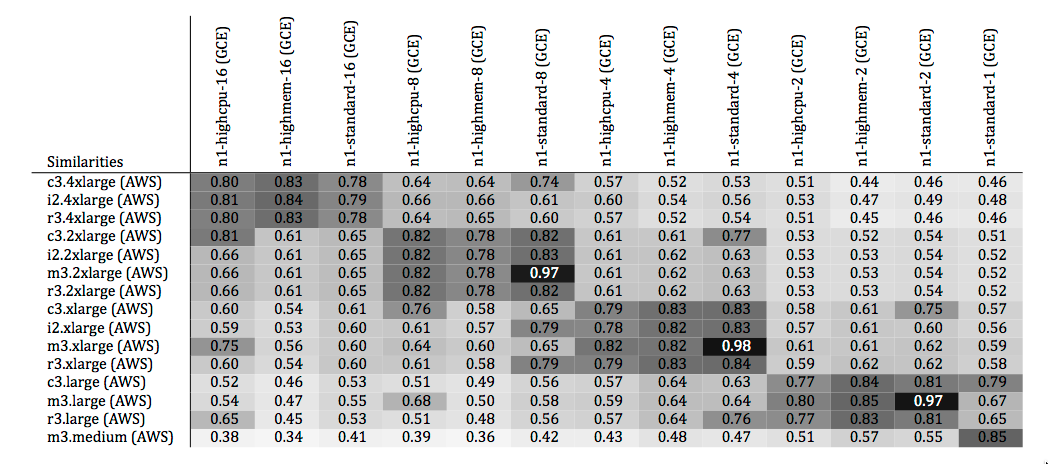 n1-highcpu-16 (GCE) n1-highmem-16 (GCE) n1-standard-16 (GCE) n1-highcpu-8 (GCE) n1-highmem-8 (GCE) n1-standard-8 (GCE) n1-highcpu-4 (GCE) n1-highmem-4 (GCE) n1-standard-4 (GCE) n1-highcpu-2 (GCE) n1-highmem-2 (GCE) n1-standard-2 (GCE) n1-standard-1 (GCE)
Similarities
c3.4xlarge (AWS) 0.80 0.83 0.78 0.64 0.64 0.74 0.57 0.52 0.53 0.51 0.44 0.46 0.46
i2.4xlarge (AWS) 0.81 0.84 0.79 0.66 0.66 0.61 0.60 0.54 0.56 0.53 0.47 0.49 0.48
r3.4xlarge (AWS) 0.80 0.83 0.78 0.64 0.65 0.60 0.57 0.52 0.54 0.51 0.45 0.46 0.46
c3.2xlarge (AWS) 0.81 0.61 0.65 0.82 0.78 0.82 0.61 0.61 0.77 0.53 0.52 0.54 0.51
i2.2xlarge (AWS) 0.66 0.61 0.65 0.82 0.78 0.83 0.61 0.62 0.63 0.53 0.53 0.54 0.52
m3.2xlarge (AWS) 0.66 0.61 0.65 0.82 0.78 0.97 0.61 0.62 0.63 0.53 0.53 0.54 0.52
r3.2xlarge (AWS) 0.66 0.61 0.65 0.82 0.78 0.82 0.61 0.62 0.63 0.53 0.53 0.54 0.52
c3.xlarge (AWS) 0.60 0.54 0.61 0.76 0.58 0.65 0.79 0.83 0.83 0.58 0.61 0.75 0.57
i2.xlarge (AWS) 0.59 0.53 0.60 0.61 0.57 0.79 0.78 0.82 0.83 0.57 0.61 0.60 0.56
m3.xlarge (AWS) 0.75 0.56 0.60 0.64 0.60 0.65 0.82 0.82 0.98 0.61 0.61 0.62 0.59
r3.xlarge (AWS) 0.60 0.54 0.60 0.61 0.58 0.79 0.79 0.83 0.84 0.59 0.62 0.62 0.58
c3.large (AWS) 0.52 0.46 0.53 0.51 0.49 0.56 0.57 0.64 0.63 0.77 0.84 0.81 0.79
m3.large (AWS) 0.54 0.47 0.55 0.68 0.50 0.58 0.59 0.64 0.64 0.80 0.85 0.97 0.67
r3.large (AWS) 0.65 0.45 0.53 0.51 0.48 0.56 0.57 0.64 0.76 0.77 0.83 0.81 0.65
m3.medium (AWS) 0.38 0.34 0.41 0.39 0.36 0.42 0.43 0.48 0.47 0.51 0.57 0.55 0.85